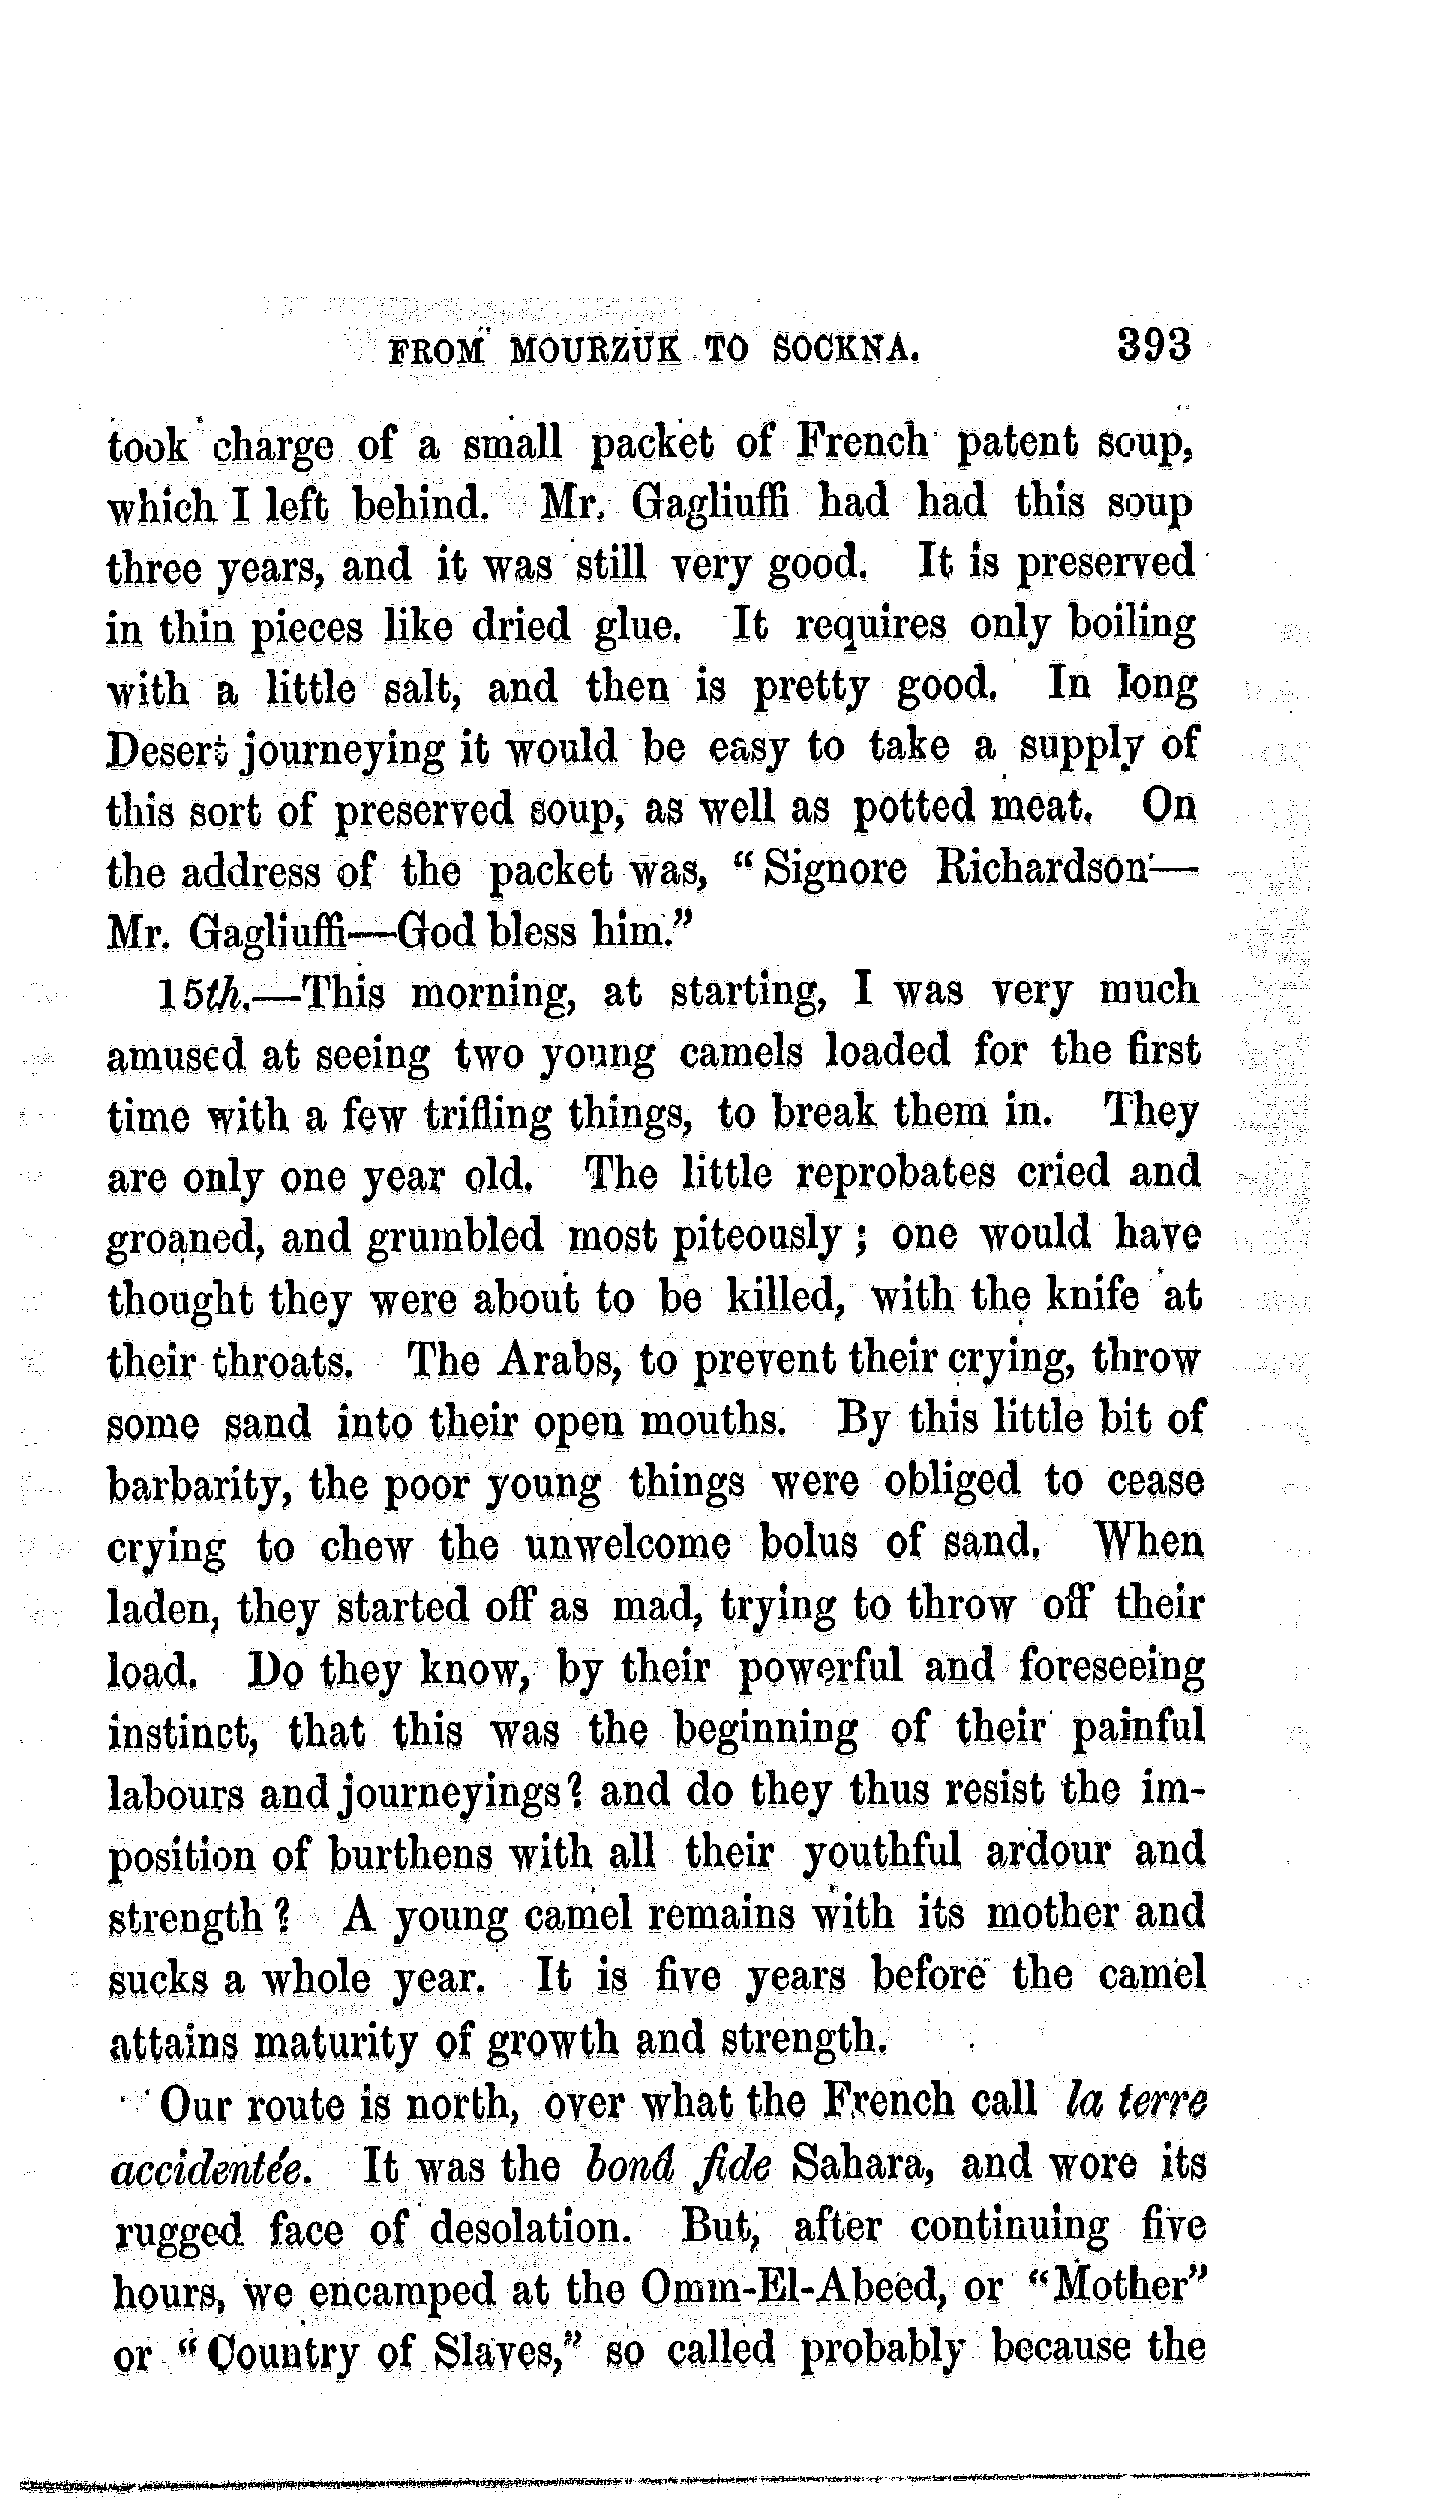 FROM MOURZUK TO SOCKNA. 393
took charge of a small packet of French patent soup,
which I left behind. Mr. Gagliuffi had had this soup
three years, and it was still very good. It is preserved
in thin pieces like dried glue. It requires only boiling
with a little salt, and then is pretty good. In long
Desert journeying it would be easy to take a supply of
this sort of preserved soup, as well as potted meat. On
the address of the packet was, “Signore Richardson—
Mr. Gagliuffi—God bless him.”
15th.—This morning, at starting, I was very much
amused at seeing two young camels loaded for the first
time with a few trifling things, to break them in. They
are only one year old. The little reprobates cried and
groaned, and grumbled most piteously; one would have
thought they were about to be killed, with the knife at
their throats. The Arabs, to prevent their crying, throw
some sand into their open mouths. By this little bit of
barbarity, the poor young things were obliged to cease
crying to chew the unwelcome bolus of sand. When
laden, they started off as mad, trying to throw off their
load. Do they know, by their powerful and foreseeing
instinct, that this was the beginning of their painful
labours and journeyings? and do they thus resist the im-
position of burthens with all their youthful ardour and
strength? A young camel remains with its mother and
sucks a whole year. It is five years before the camel
attains maturity of growth and strength.
Our route is north, over what the French call la terre
accidentée. It was the bonâ fide Sahara, and wore its
rugged face of desolation. But, after continuing five
hours, we encamped at the Omm-El-Abeed, or “Mother”
or “Country of Slaves,” so called probably because the